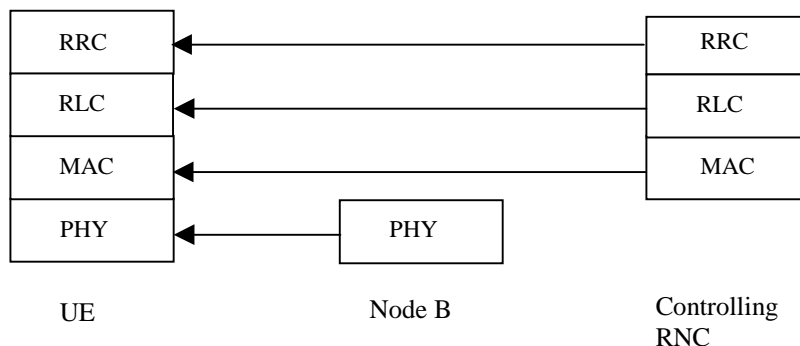 RRC
RRC
RLC
RLC
MAC
MAC
PHY
PHY
UE
Node B
Controlling
RNC